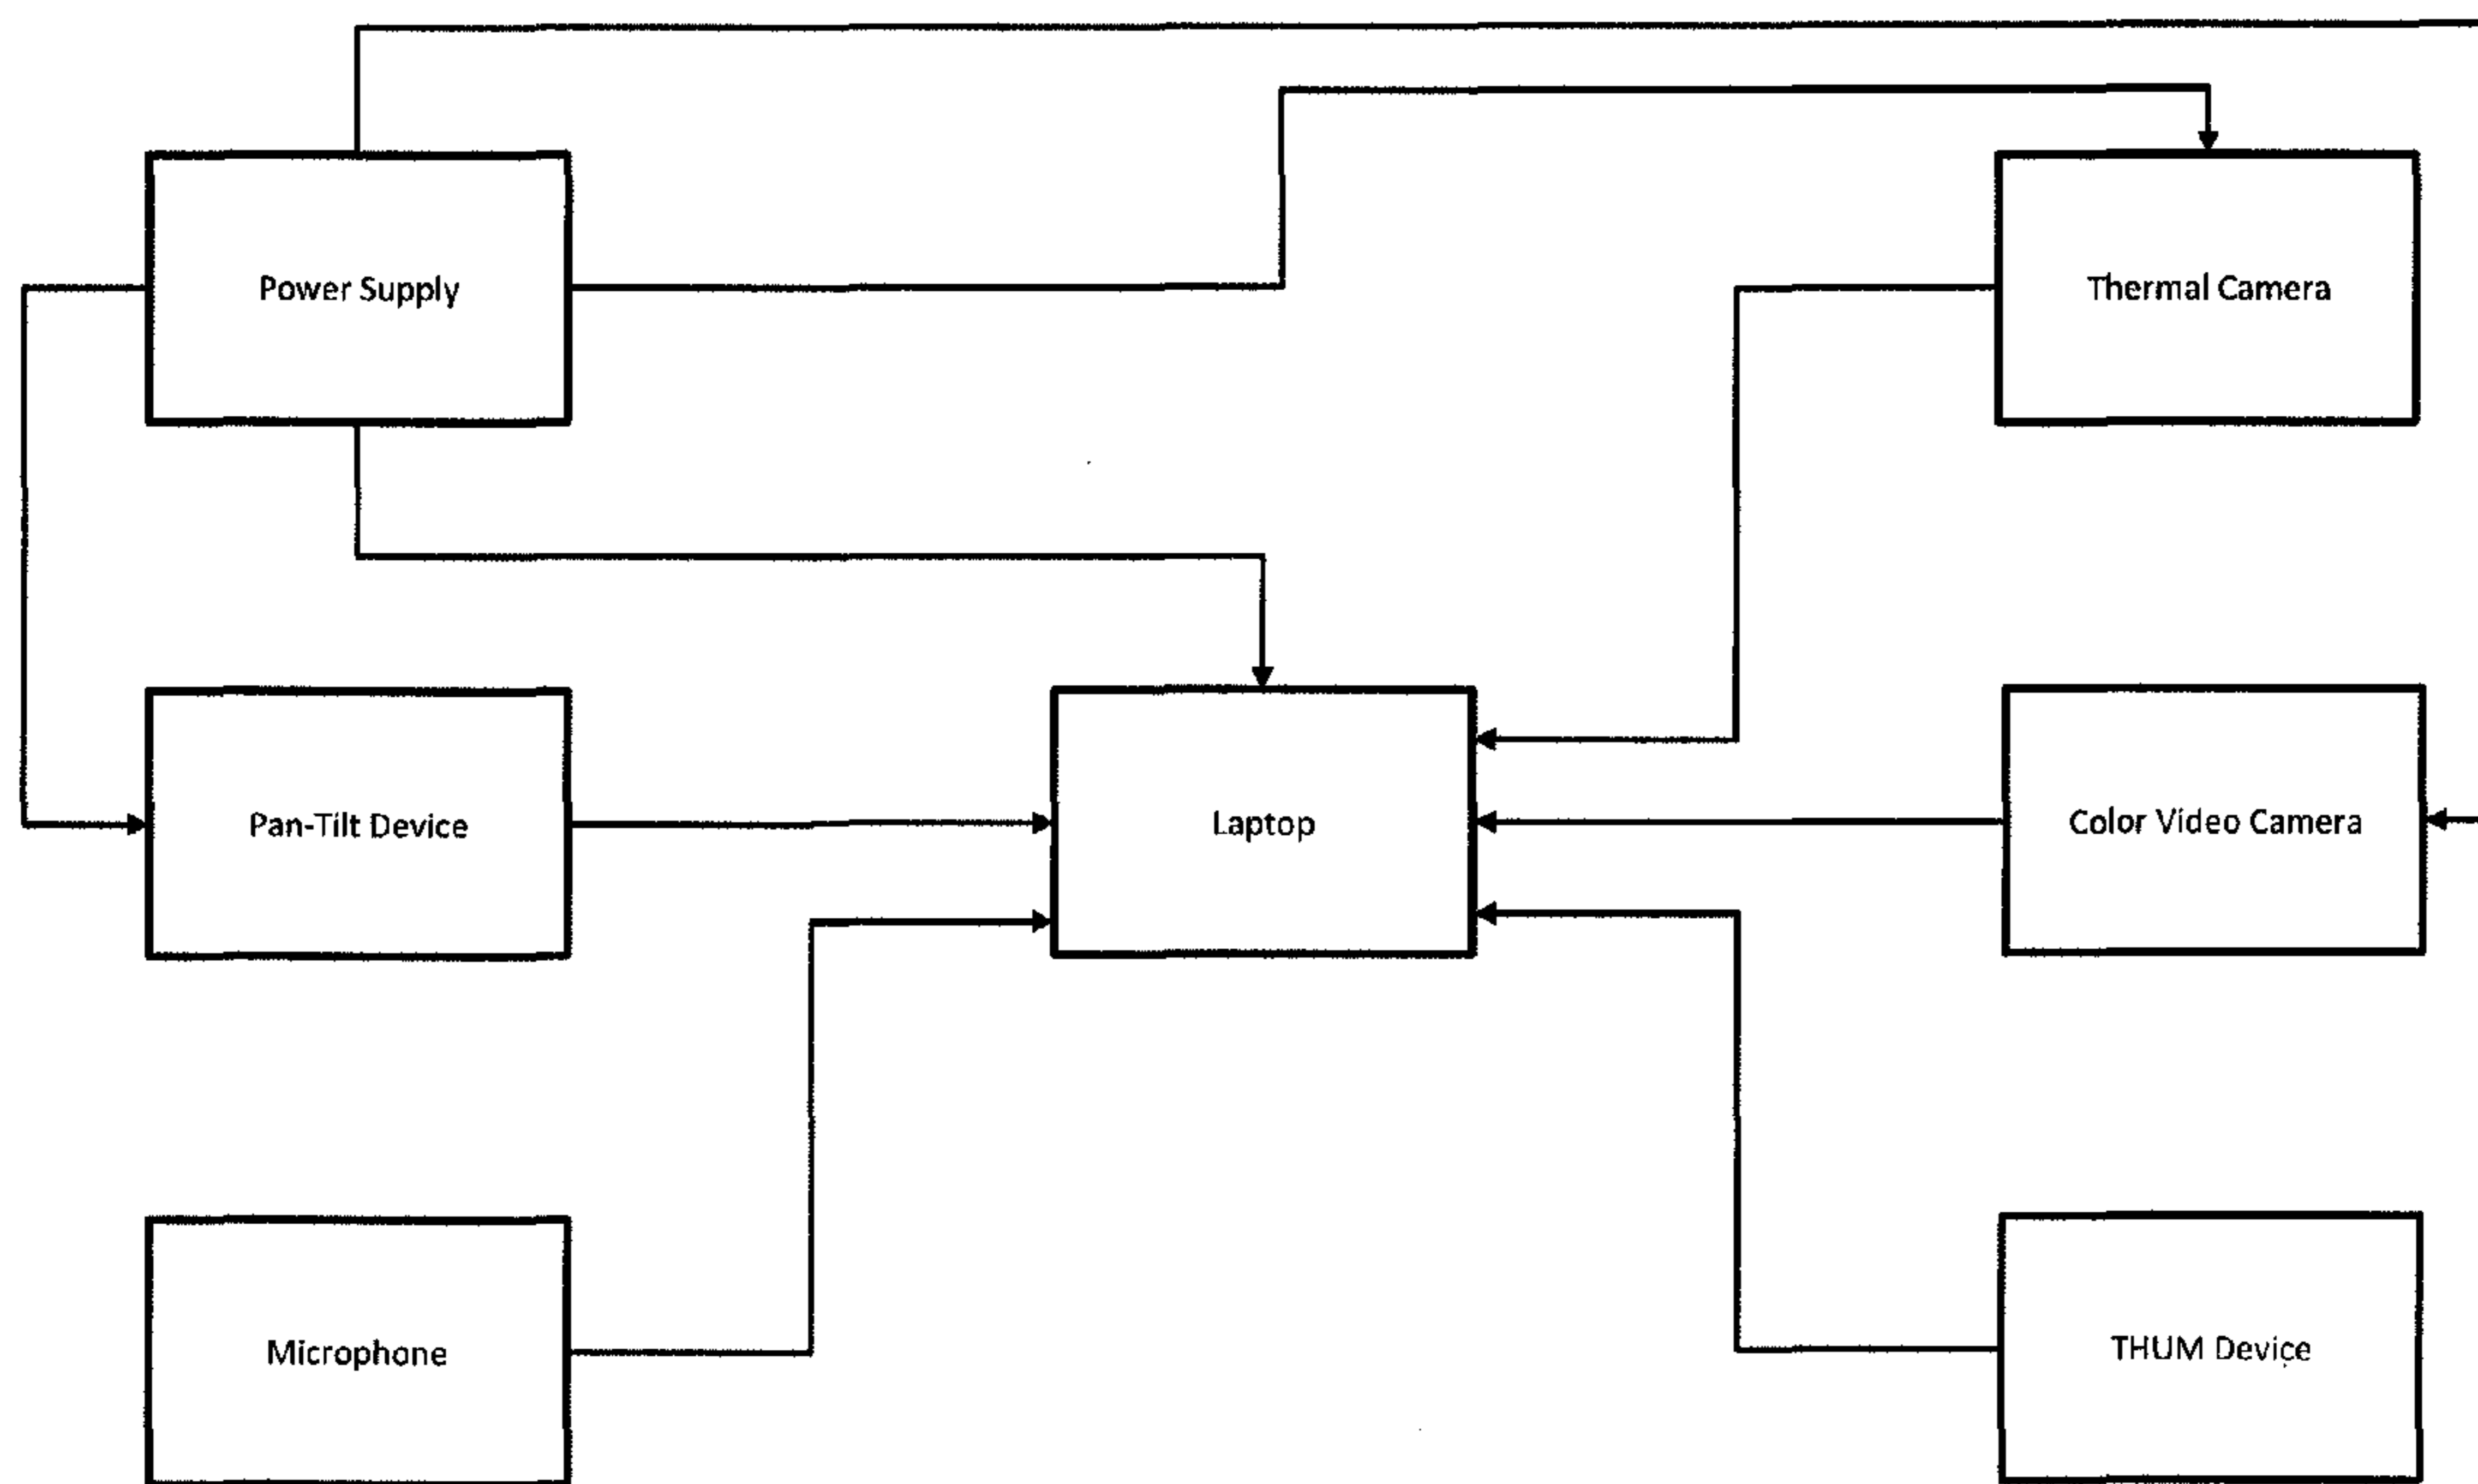 Power Supply
Thermal Camera
Pan-Tilt Device
Laptop
Color Video Camera
Microphone
THUM Device